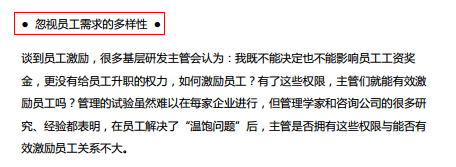 ● 忽视员工需求的多样性 ●
谈到员工激励，很多基层研发主管会认为：我既不能决定也不能影响员工工资奖
金，更没有给员工升职的权力，如何激励员工？有了这些权限，主管们就能有效激
励员工吗？管理的试验虽然难以在每家企业进行，但管理学家和咨询公司的很多研
究、经验都表明，在员工解决了“温饱问题”后，主管是否拥有这些权限与能否有
效激励员工关系不大。